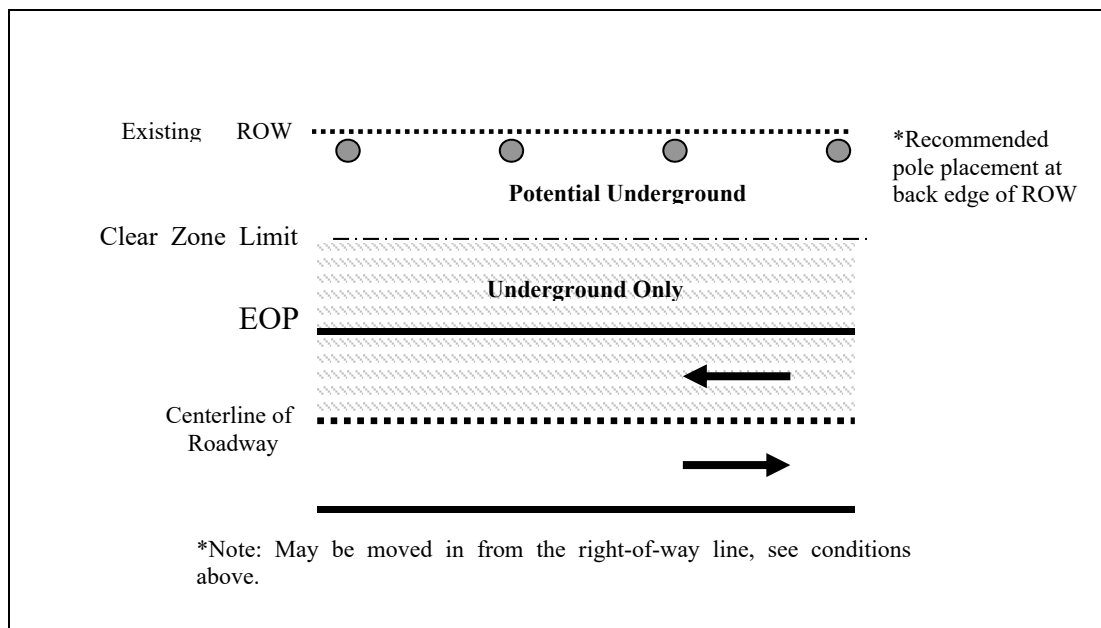 Existing ROW
*Recommended
pole placement at
back edge of ROW
Potential Underground
Clear Zone Limit
Underground Only
EOP
Centerline of
Roadway
*Note: May be moved in from the right-of-way line, see conditions
above.